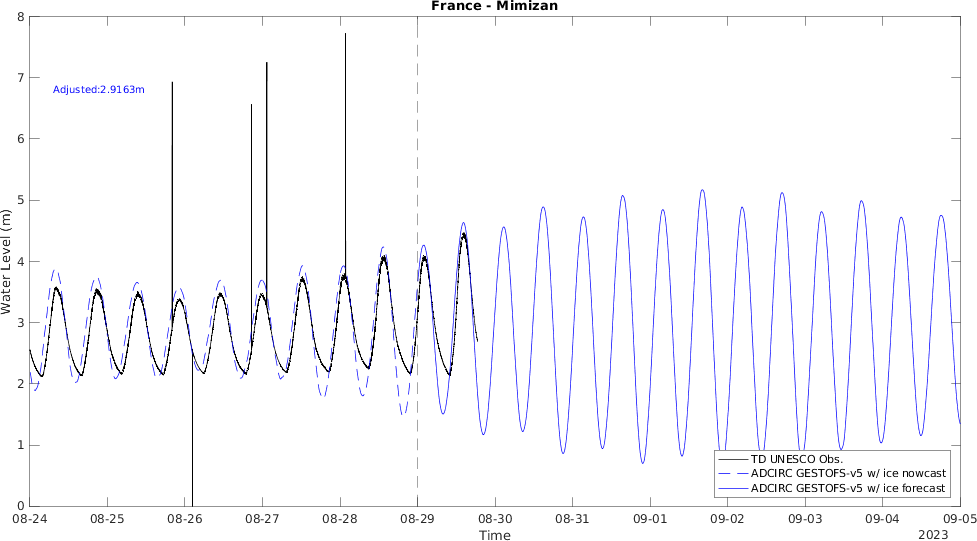 France - Mimizan
8
7
6
5
4
3
2
1
0
Water Level (m)
Adjusted:2.9163m
TD UNESCO Obs.
ADCIRC GESTOFS-v5 w/ ice nowcast
ADCIRC GESTOFS-v5 w/ ice forecast
08-24 08-25 08-26 08-27 08-28 08-29 08-30 08-31 09-01 09-02 09-03 09-04 09-05
Time
2023